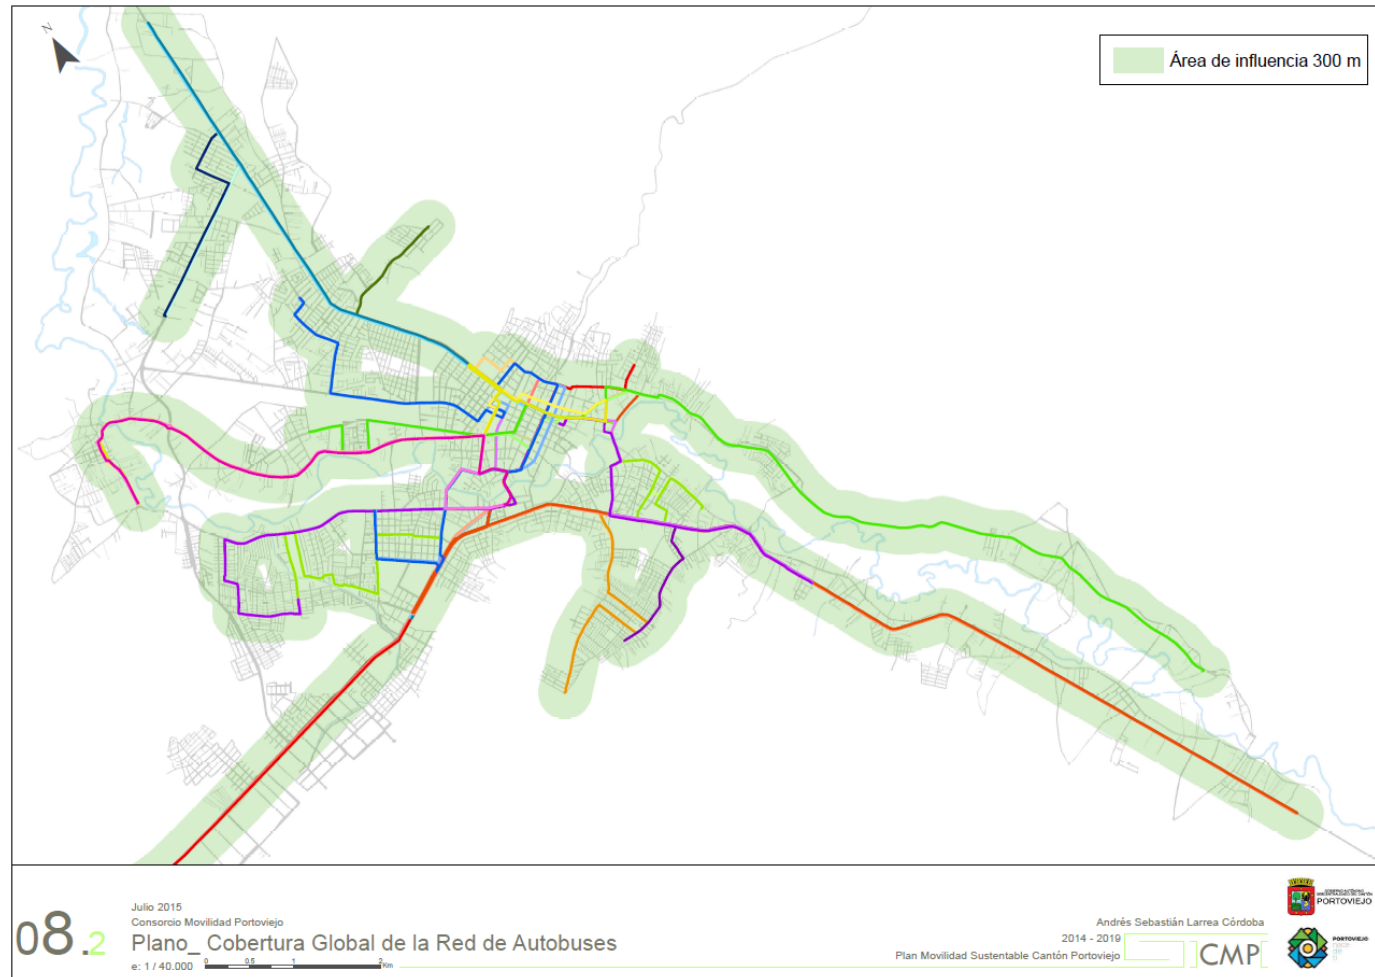 N
Área de influencia 300 m
08.2
Julio 2015
Consorcio Movilidad Portoviejo
Plano_ Cobertura Global de la Red de Autobuses
e: 1 / 40.000
0 0.5 1 2 Km
Andrés Sebastián Larrea Córdoba
2014 - 2019
Plan Movilidad Sustentable Cantón Portoviejo
CMP
PORTOVIEJO
PORTOVIEJO